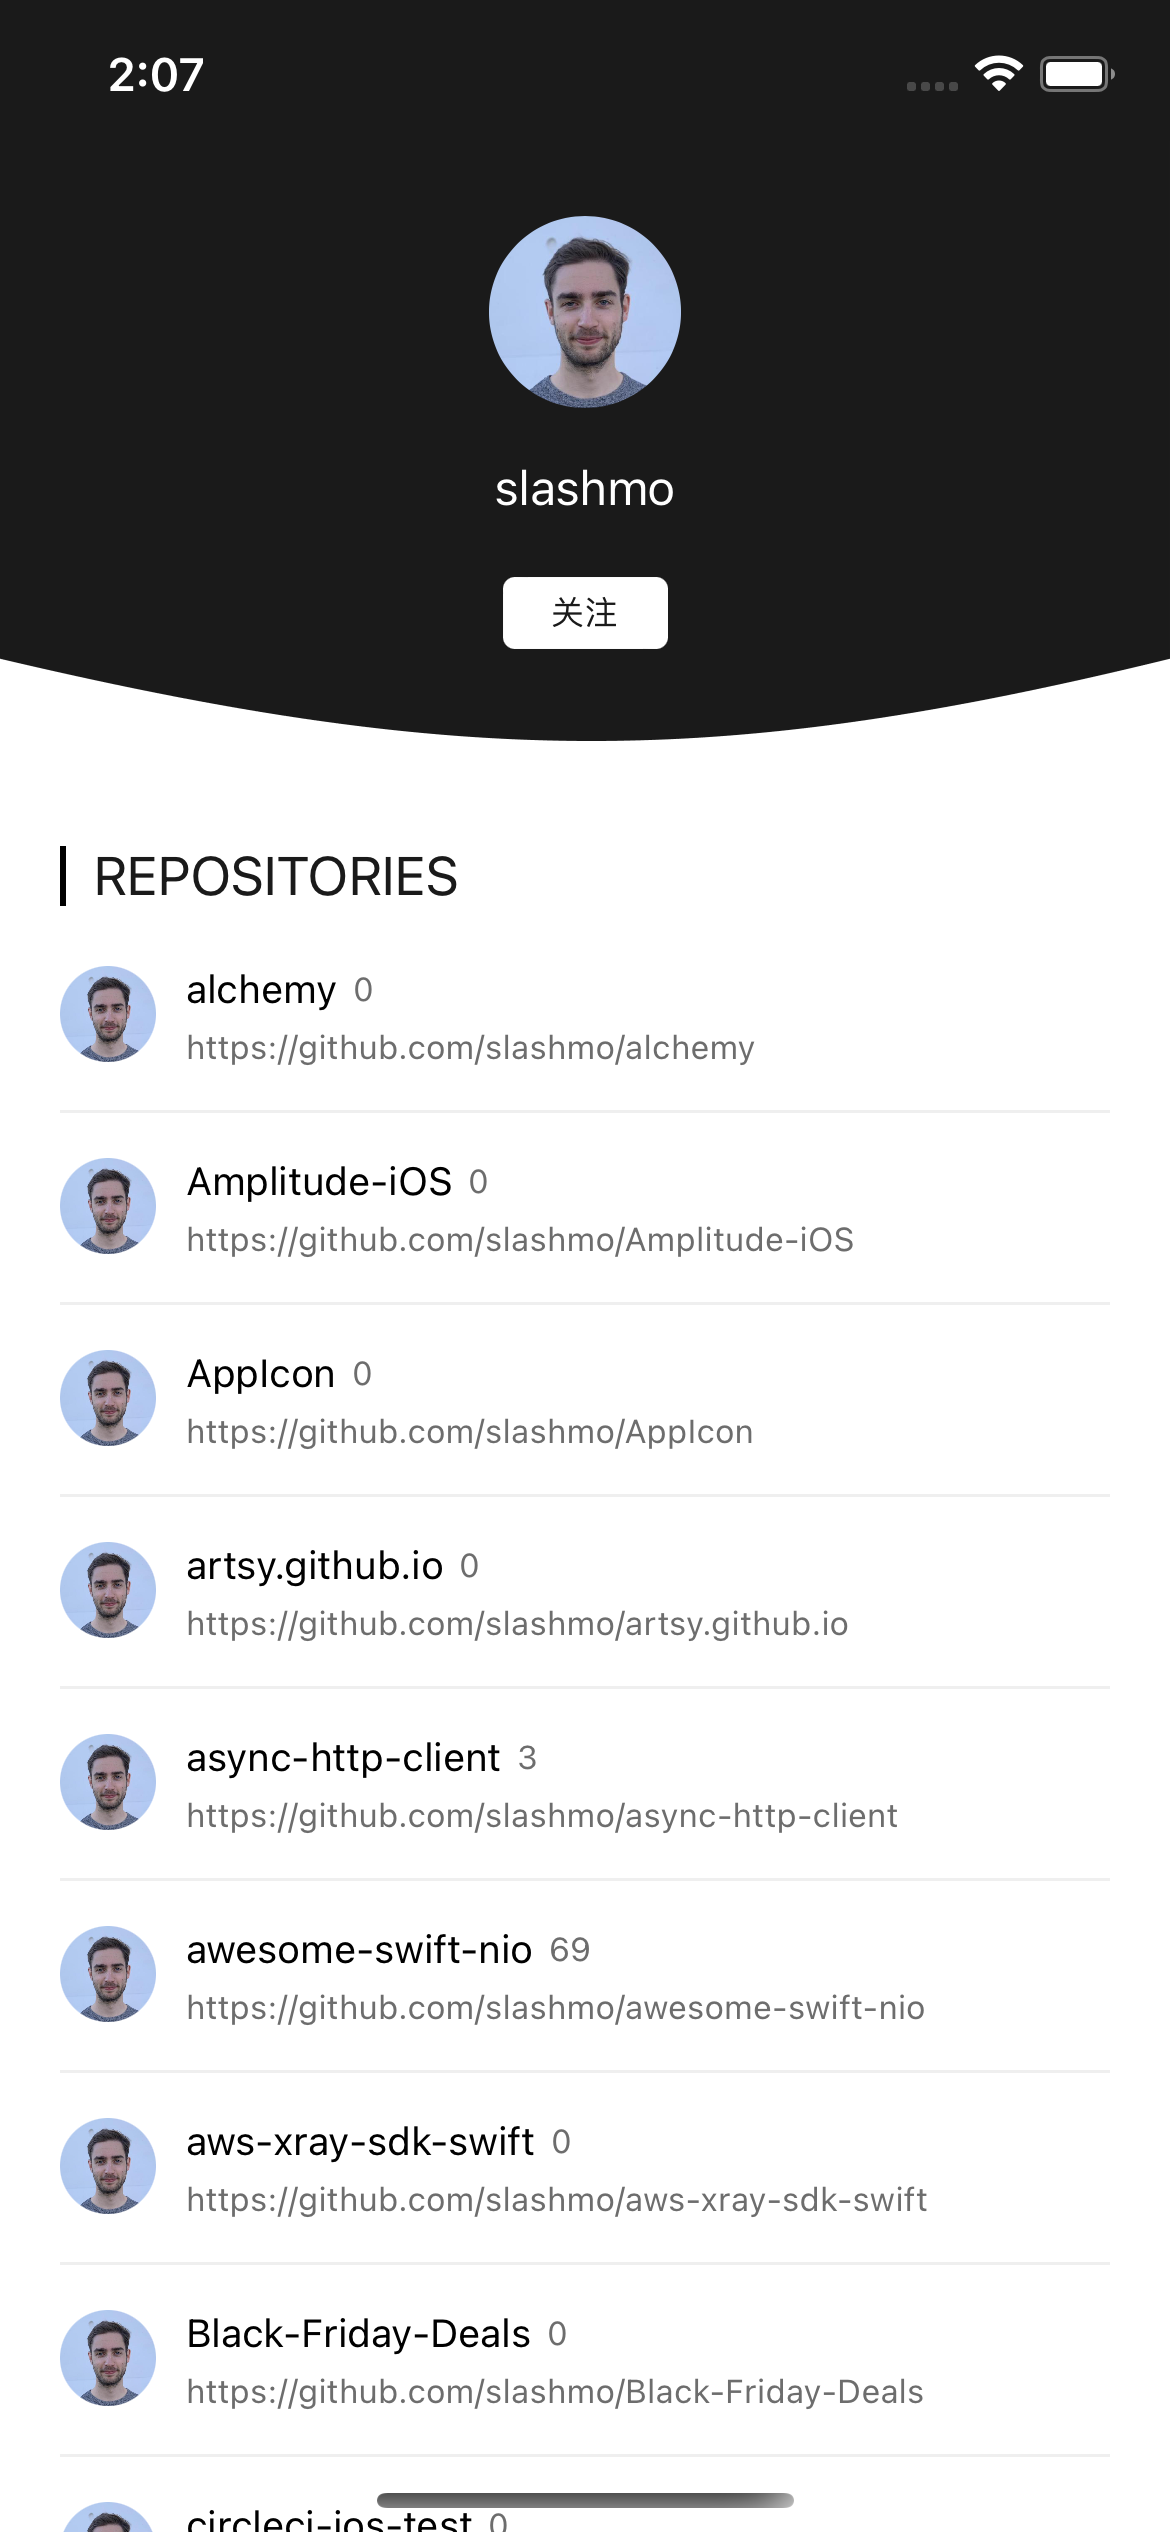 2:07
slashmo
关注
REPOSITORIES
alchemy 0
https://github.com/slashmo/alchemy
Amplitude-iOS 0
https://github.com/slashmo/Amplitude-iOS
AppIcon 0
https://github.com/slashmo/AppIcon
artsy.github.io 0
https://github.com/slashmo/artsy.github.io
async-http-client 3
https://github.com/slashmo/async-http-client
awesome-swift-nio 69
https://github.com/slashmo/awesome-swift-nio
aws-xray-sdk-swift 0
https://github.com/slashmo/aws-xray-sdk-swift
Black-Friday-Deals 0
https://github.com/slashmo/Black-Friday-Deals
circleci-ios-test 0